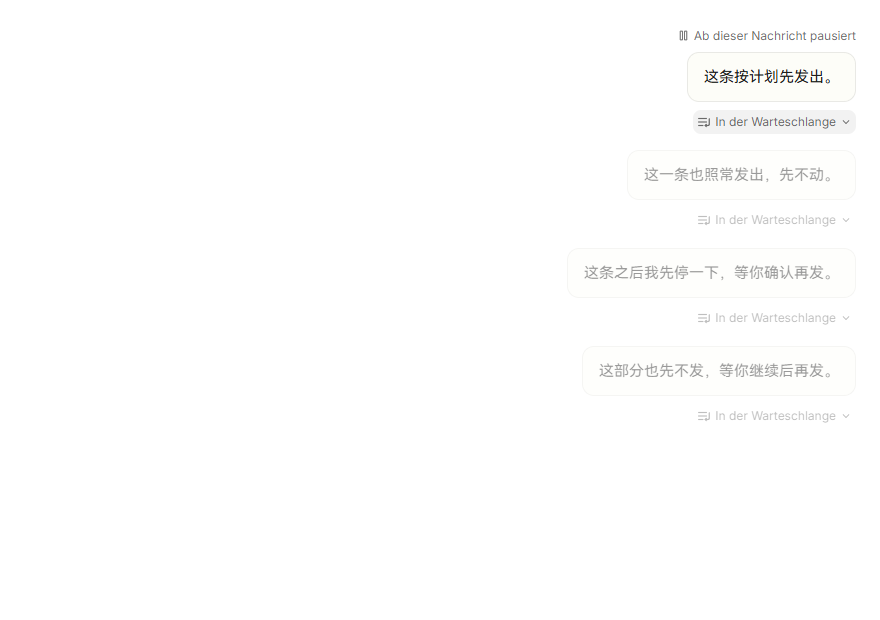 Ab dieser Nachricht pausiert
这条按计划先发出。
In der Warteschlange
这一条也照常发出，先不动。
In der Warteschlange
这条之后我先停一下，等你确认再发。
In der Warteschlange
这部分也先不发，等你继续后再发。
In der Warteschlange